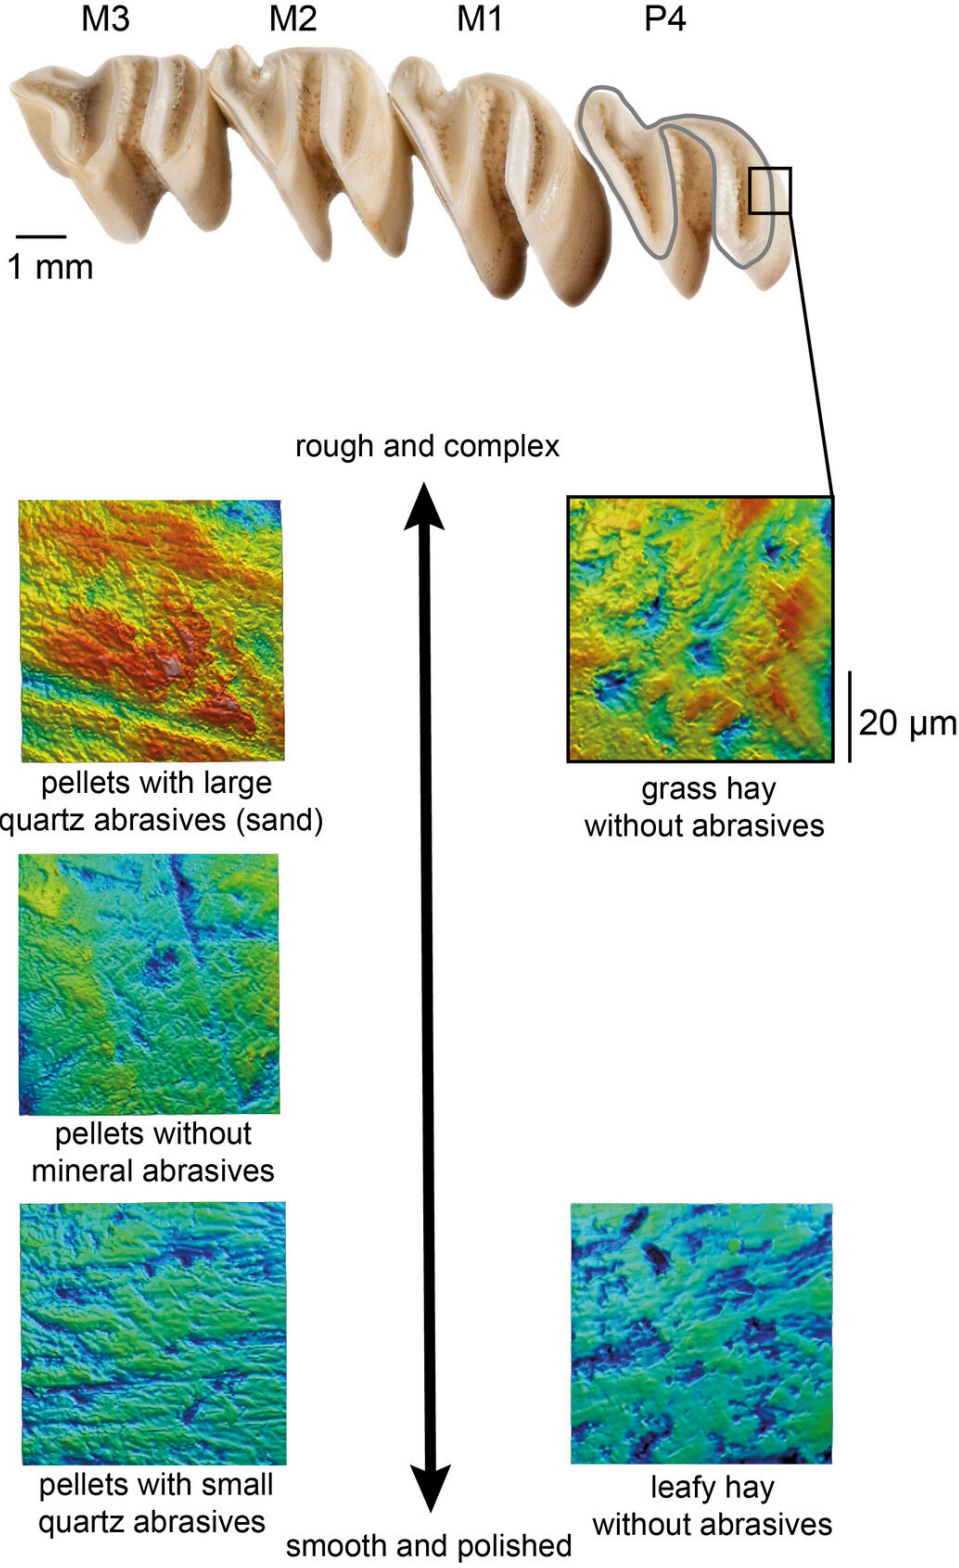 M3 M2 M1 P4
1 mm
rough and complex
20 µm
pellets with large
quartz abrasives (sand)
grass hay
without abrasives
pellets without
mineral abrasives
pellets with small
quartz abrasives
leafy hay
without abrasives
smooth and polished